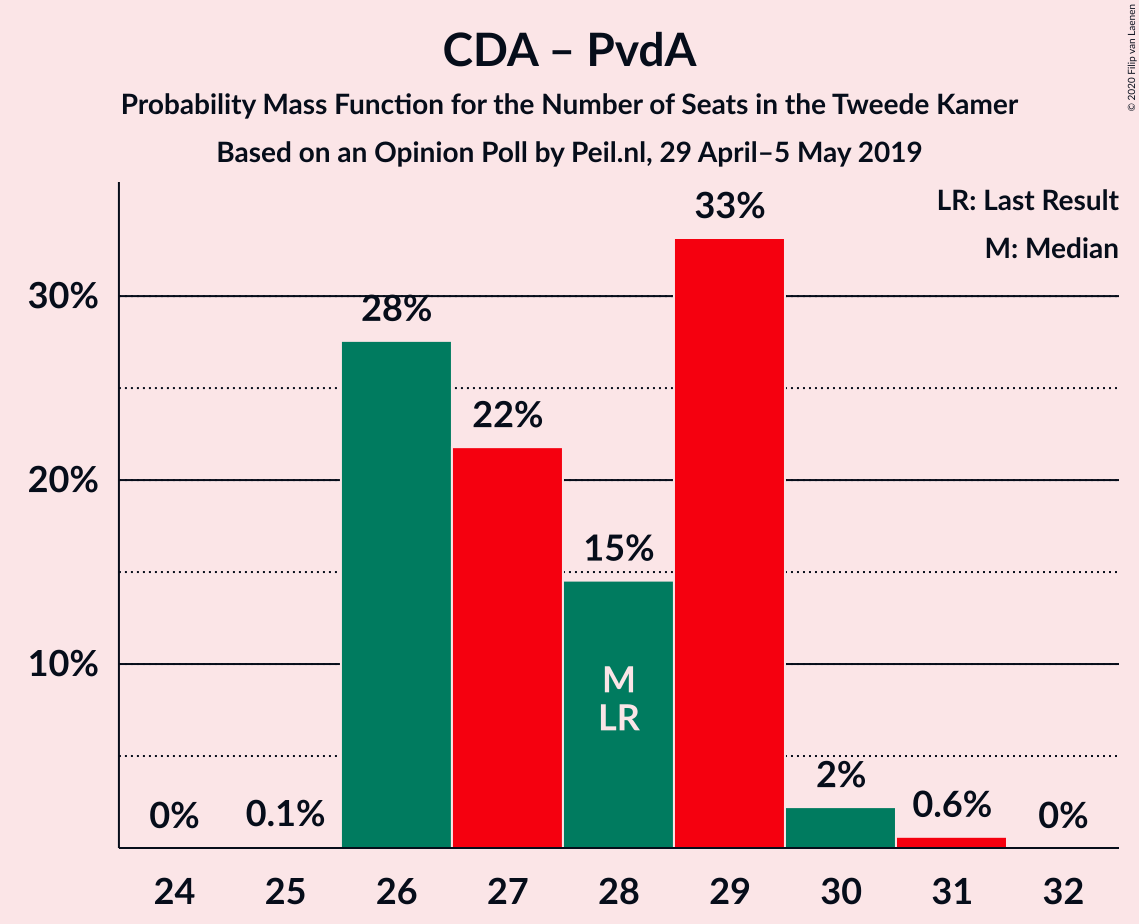 CDA – PvdA
Probability Mass Function for the Number of Seats in the Tweede Kamer
Based on an Opinion Poll by Peil.nl, 29 April–5 May 2019
© 2020 Filip van Laenen
LR: Last Result
M: Median
30%
20%
10%
0%
0.1%
28%
22%
15%
33%
2%
0.6%
0%
M
LR
24 25 26 27 28 29 30 31 32